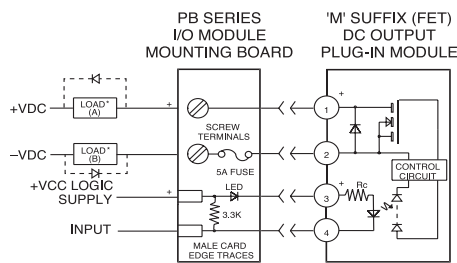 PB SERIES
I/O MODULE
MOUNTING BOARD
'M' SUFFIX (FET)
DC OUTPUT
PLUG-IN MODULE
+VDC
LOAD*
(A)
+
SCREW
TERMINALS
1
+
–VDC
LOAD*
(B)
5A FUSE
2
CONTROL
CIRCUIT
+VCC LOGIC
SUPPLY
+
LED
3
+
Rc
3.3K
INPUT
4
MALE CARD
EDGE TRACES